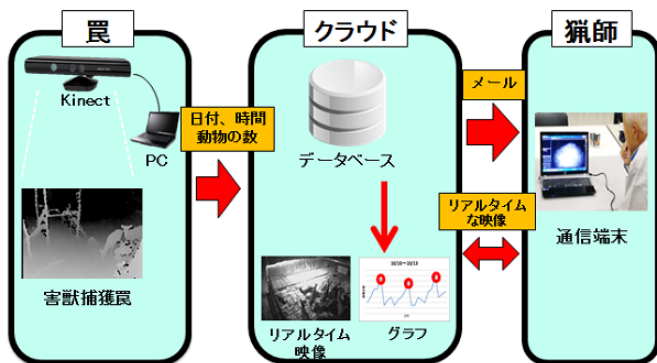 罠
Kinect
PC
害獣捕獲罠
日付、時間
動物の数
クラウド
データベース
リアルタイム
映像
グラフ
メール
リアルタイム
な映像
猟師
通信端末